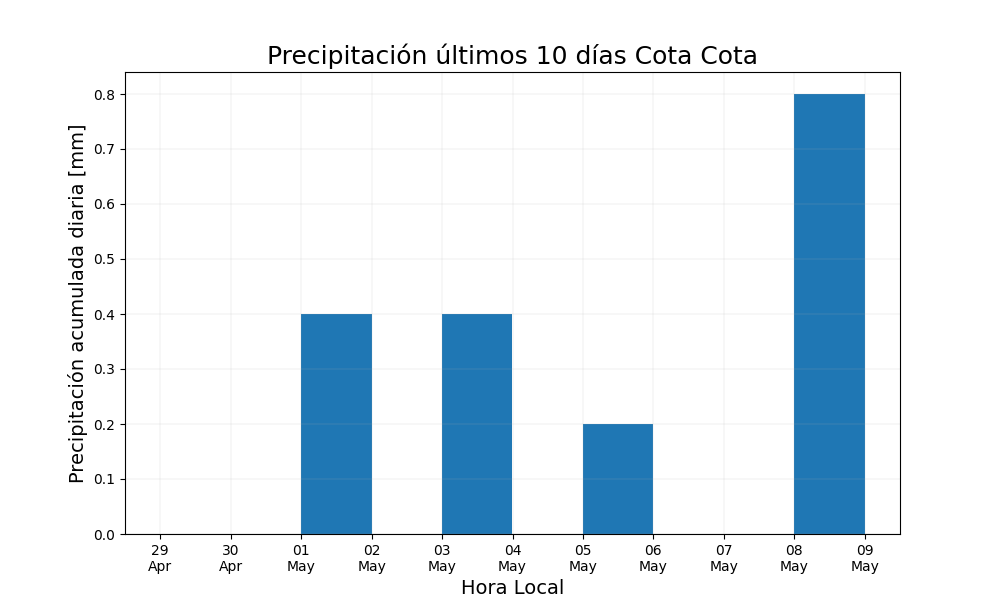 Precipitación últimos 10 días Cota Cota
Precipitación acumulada diaria [mm]
0.8
0.7
0.6
0.5
0.4
0.3
0.2
0.1
0.0
29 30 01 02 03 04 05 06 07 08 09
Apr Apr May May May May May May May May May
Hora Local